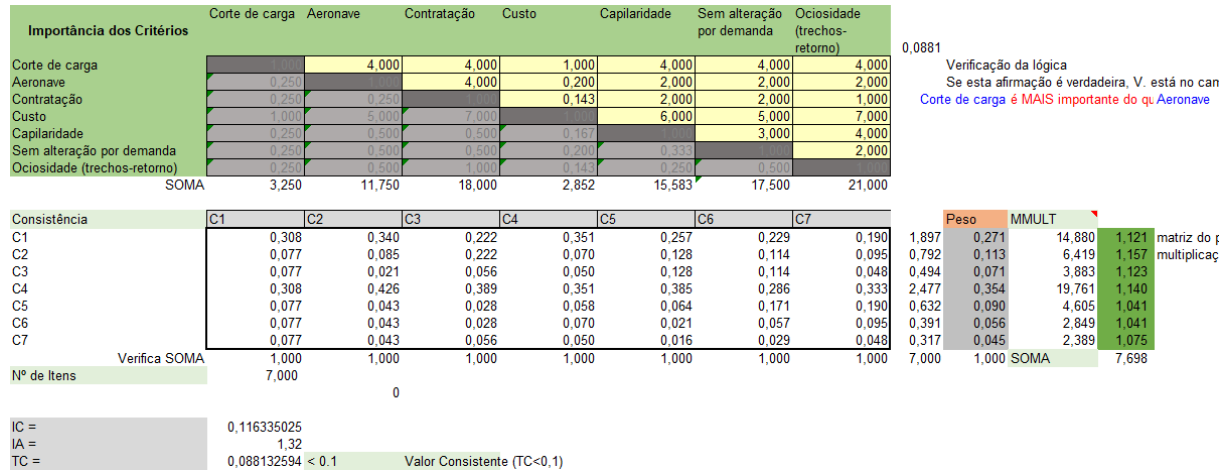 Importância dos Critérios Corte de carga Aeronave Contratação Custo Capilaridade Sem alteração por demanda Ociosidade (trechos-retorno)
0,0881
Corte de carga 1,000 4,000 4,000 1,000 4,000 4,000 4,000 Verificação da lógica
Aeronave 0,250 1,000 4,000 0,200 2,000 2,000 2,000 Se esta afirmação é verdadeira, V. está no
Contratação 0,250 0,250 1,000 0,143 2,000 2,000 1,000 Corte de carga é MAIS importante do qu Aeronave
Custo 1,000 5,000 7,000 1,000 6,000 5,000 7,000
Capilaridade 0,250 0,500 0,500 0,167 1,000 3,000 4,000
Sem alteração por demanda 0,250 0,500 0,500 0,200 0,333 1,000 2,000
Ociosidade (trechos-retorno) 0,250 0,500 1,000 0,143 0,250 0,500 1,000
SOMA 3,250 11,750 18,000 2,852 15,583 17,500 21,000
Consistência C1 C2 C3 C4 C5 C6 C7 Peso MMULT
C1 0,308 0,340 0,222 0,351 0,257 0,229 0,190 1,897 0,271 14,880 1,121 matriz do
C2 0,077 0,085 0,222 0,070 0,128 0,114 0,095 0,792 0,113 6,419 1,157 multiplicaç
C3 0,077 0,021 0,056 0,050 0,128 0,114 0,048 0,494 0,071 3,883 1,123
C4 0,308 0,426 0,389 0,351 0,385 0,286 0,333 2,477 0,354 19,761 1,140
C5 0,077 0,043 0,028 0,058 0,064 0,171 0,190 0,632 0,090 4,605 1,041
C6 0,077 0,043 0,028 0,070 0,021 0,057 0,095 0,391 0,056 2,849 1,041
C7 0,077 0,043 0,056 0,050 0,016 0,029 0,048 0,317 0,045 2,389 1,075
Verifica SOMA 1,000 1,000 1,000 1,000 1,000 1,000 1,000 7,000 1,000 SOMA 7,698
Nº de Itens 7,000
0
IC = 0,116335025
IA = 1,32
TC = 0,088132594 < 0.1 Valor Consistente (TC<0,1)